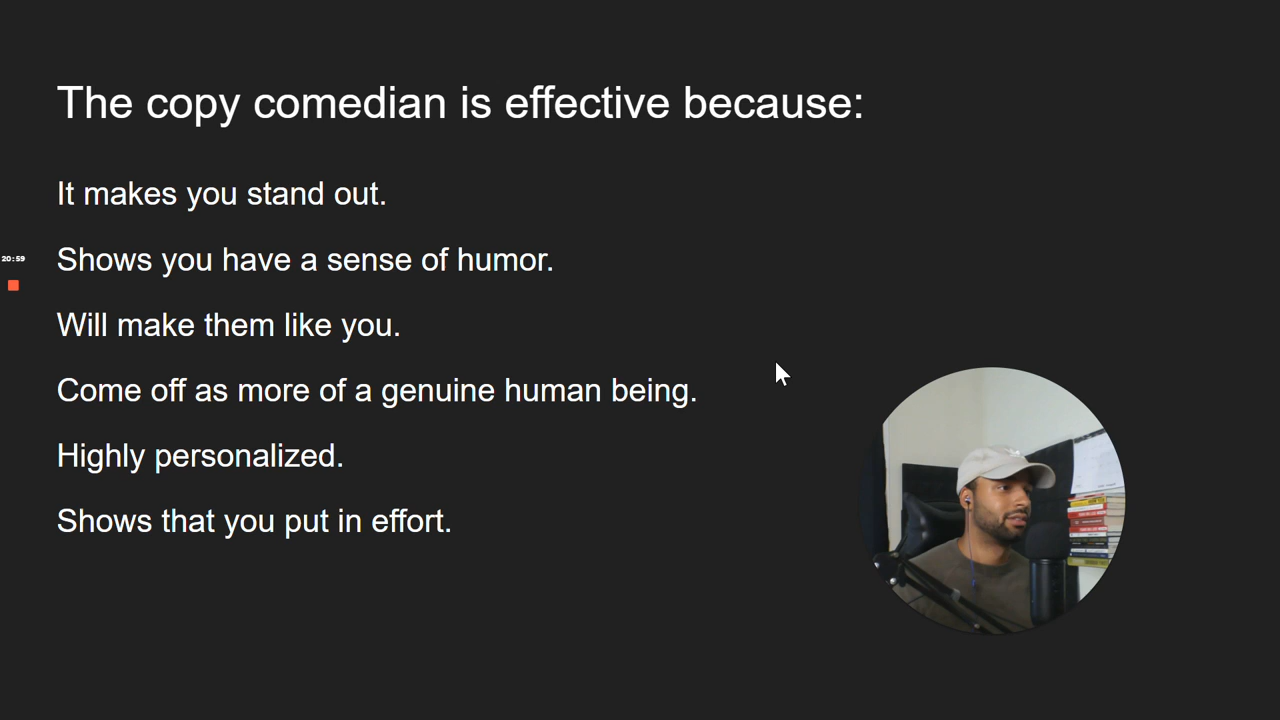 The copy comedian is effective because:
It makes you stand out.
20:59
Shows you have a sense of humor.
Will make them like you.
Come off as more of a genuine human being.
Highly personalized.
Shows that you put in effort.